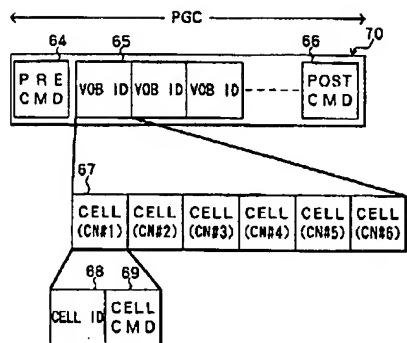 PGC
64 65 66 70
PRE CMD VOB ID VOB ID VOB ID POST CMD
67
CELL (CN#1) CELL (CN#2) CELL (CN#3) CELL (CN#4) CELL (CN#5) CELL (CN#6)
68 69
CELL ID CELL CMD